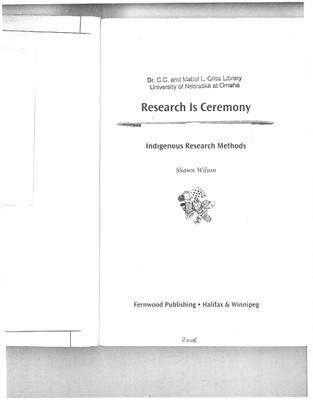 Dr. C.C. and Mabel L. Criss Library
University of Nebraska at Omaha
Research Is Ceremony
Indigenous Research Methods
Shawn Wilson
Fernwood Publishing • Halifax & Winnipeg
2008